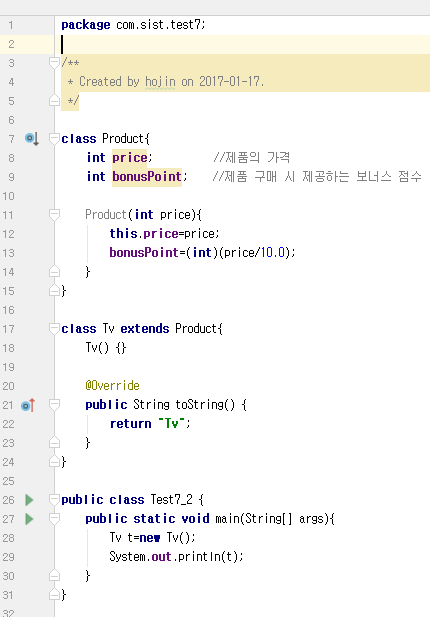 1 package com.sist.test7;
2
3 /**
4 * Created by hojin on 2017-01-17.
5 */
6
7 class Product{
8 int price; //제품의 가격
9 int bonusPoint; //제품 구매 시 제공하는 보너스 점수
10
11 Product(int price){
12 this.price=price;
13 bonusPoint=(int)(price/10.0);
14 }
15 }
16
17 class Tv extends Product{
18 Tv() {}
19
20 @Override
21 public String toString() {
22 return "Tv";
23 }
24 }
25
26 public class Test7_2 {
27 public static void main(String[] args){
28 Tv t=new Tv();
29 System.out.println(t);
30 }
31 }
32